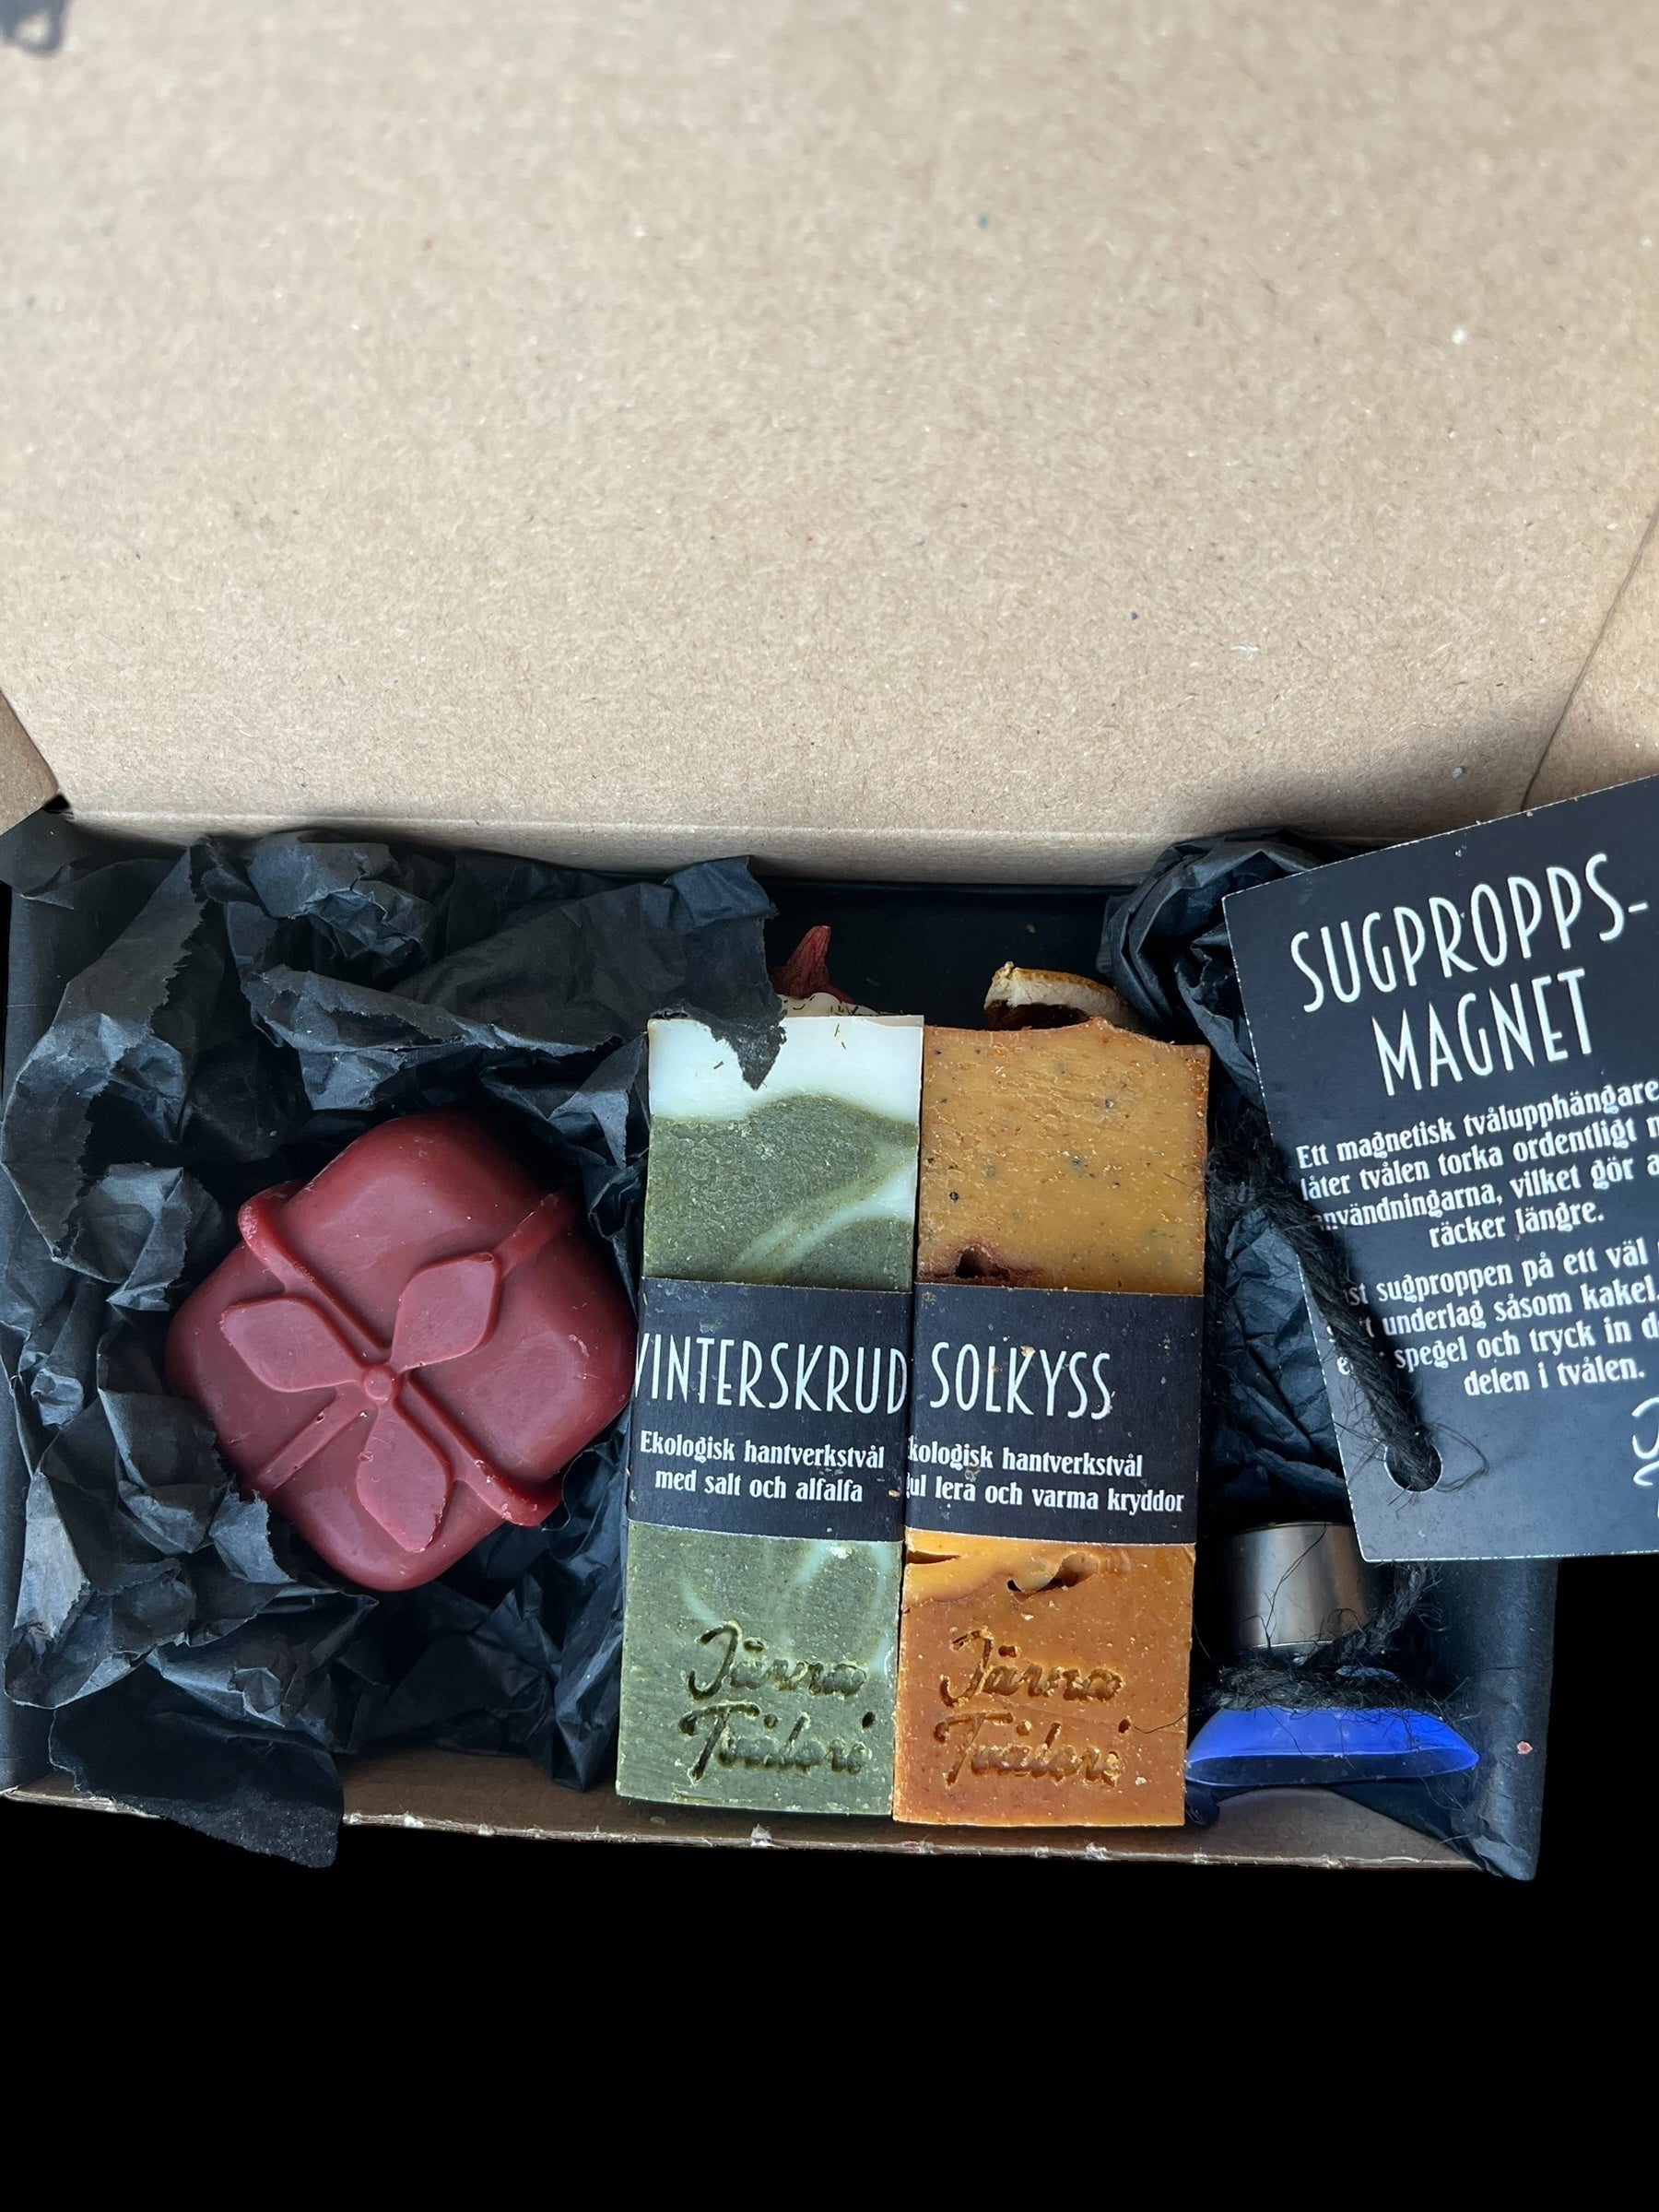 SUGPROPPS-
MAGNET
Ett magnetisk tvålupphängare
låter tvålen torka ordentligt
användningarna, vilket gör
räcker längre.
sugproppen på ett väl
underlag såsom kakel.
spegel och tryck in
delen i tvålen.
VINTERSKRUD
Ekologisk hantverkstvål
med salt och alfalfa
Järna
Tvåleri
SOLKYSS
kologisk hantverkstvål
ul lera och varma kryddor
Järna
Tvåleri